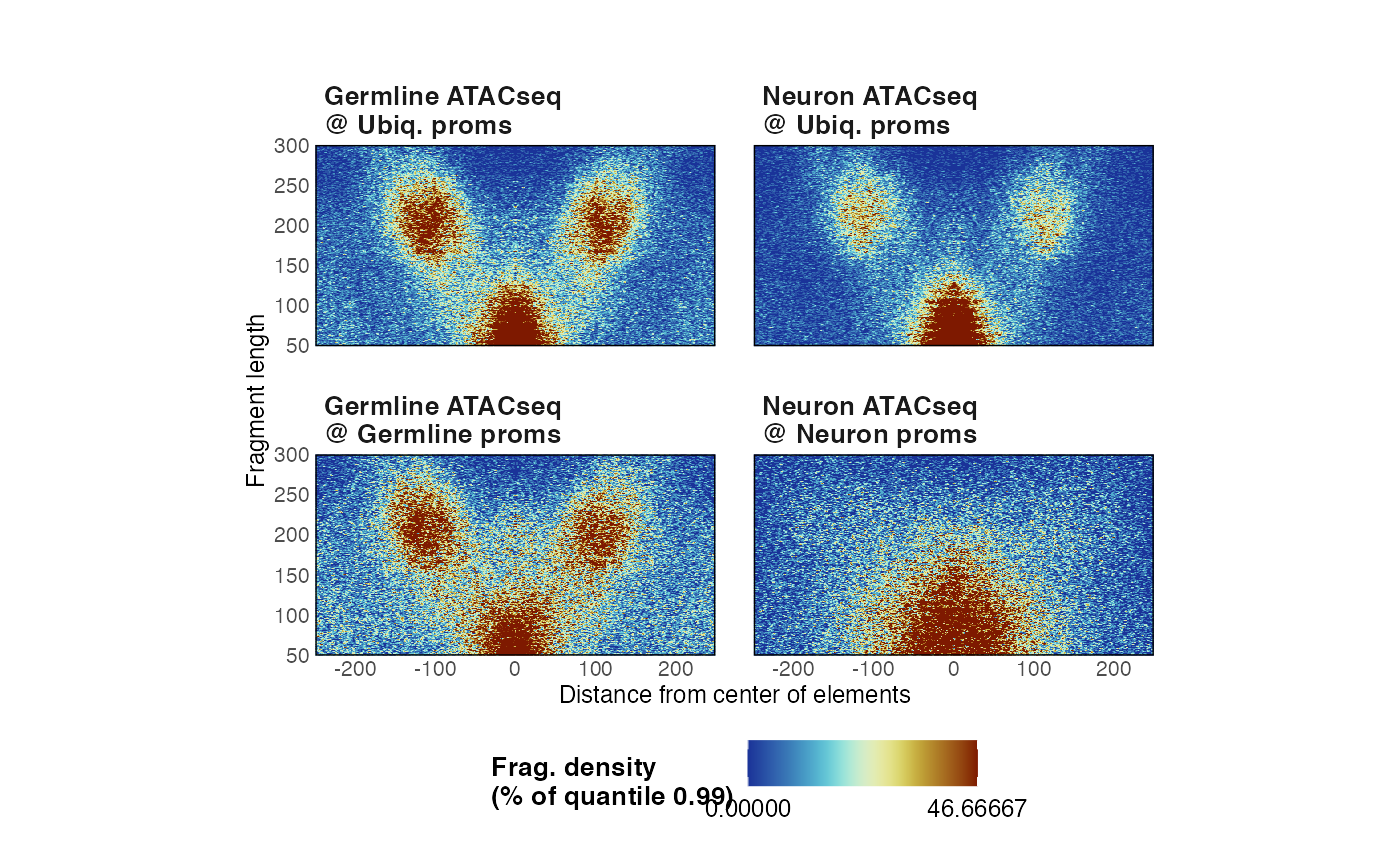 Germline ATACseq
@ Ubiq. proms
Neuron ATACseq
@ Ubiq. proms
300
250
200
150
100
50
Fragment length
Germline ATACseq
@ Germline proms
Neuron ATACseq
@ Neuron proms
300
250
200
150
100
50
-200 -100 0 100 200
-200 -100 0 100 200
Distance from center of elements
Frag. density
(% of quantile 0.99)
0.00000 46.66667